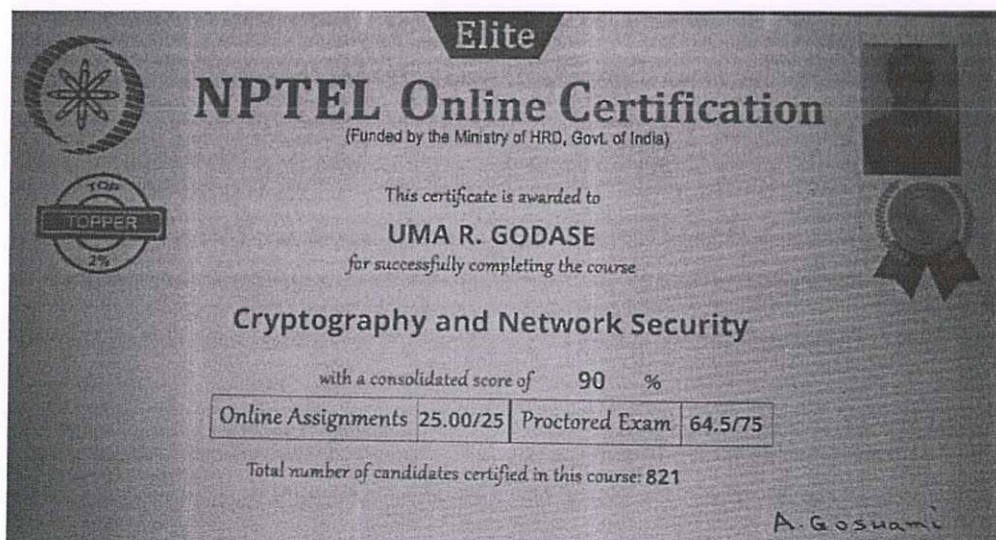 Elite
NPTEL Online Certification
(Funded by the Ministry of HRD, Govt. of India)
TOP
TOPPER
2%
This certificate is awarded to
UMA R. GODASE
for successfully completing the course
Cryptography and Network Security
with a consolidated score of 90 %
Online Assignments 25.00/25 Proctored Exam 64.5/75
Total number of candidates certified in this course: 821
A. Goswami